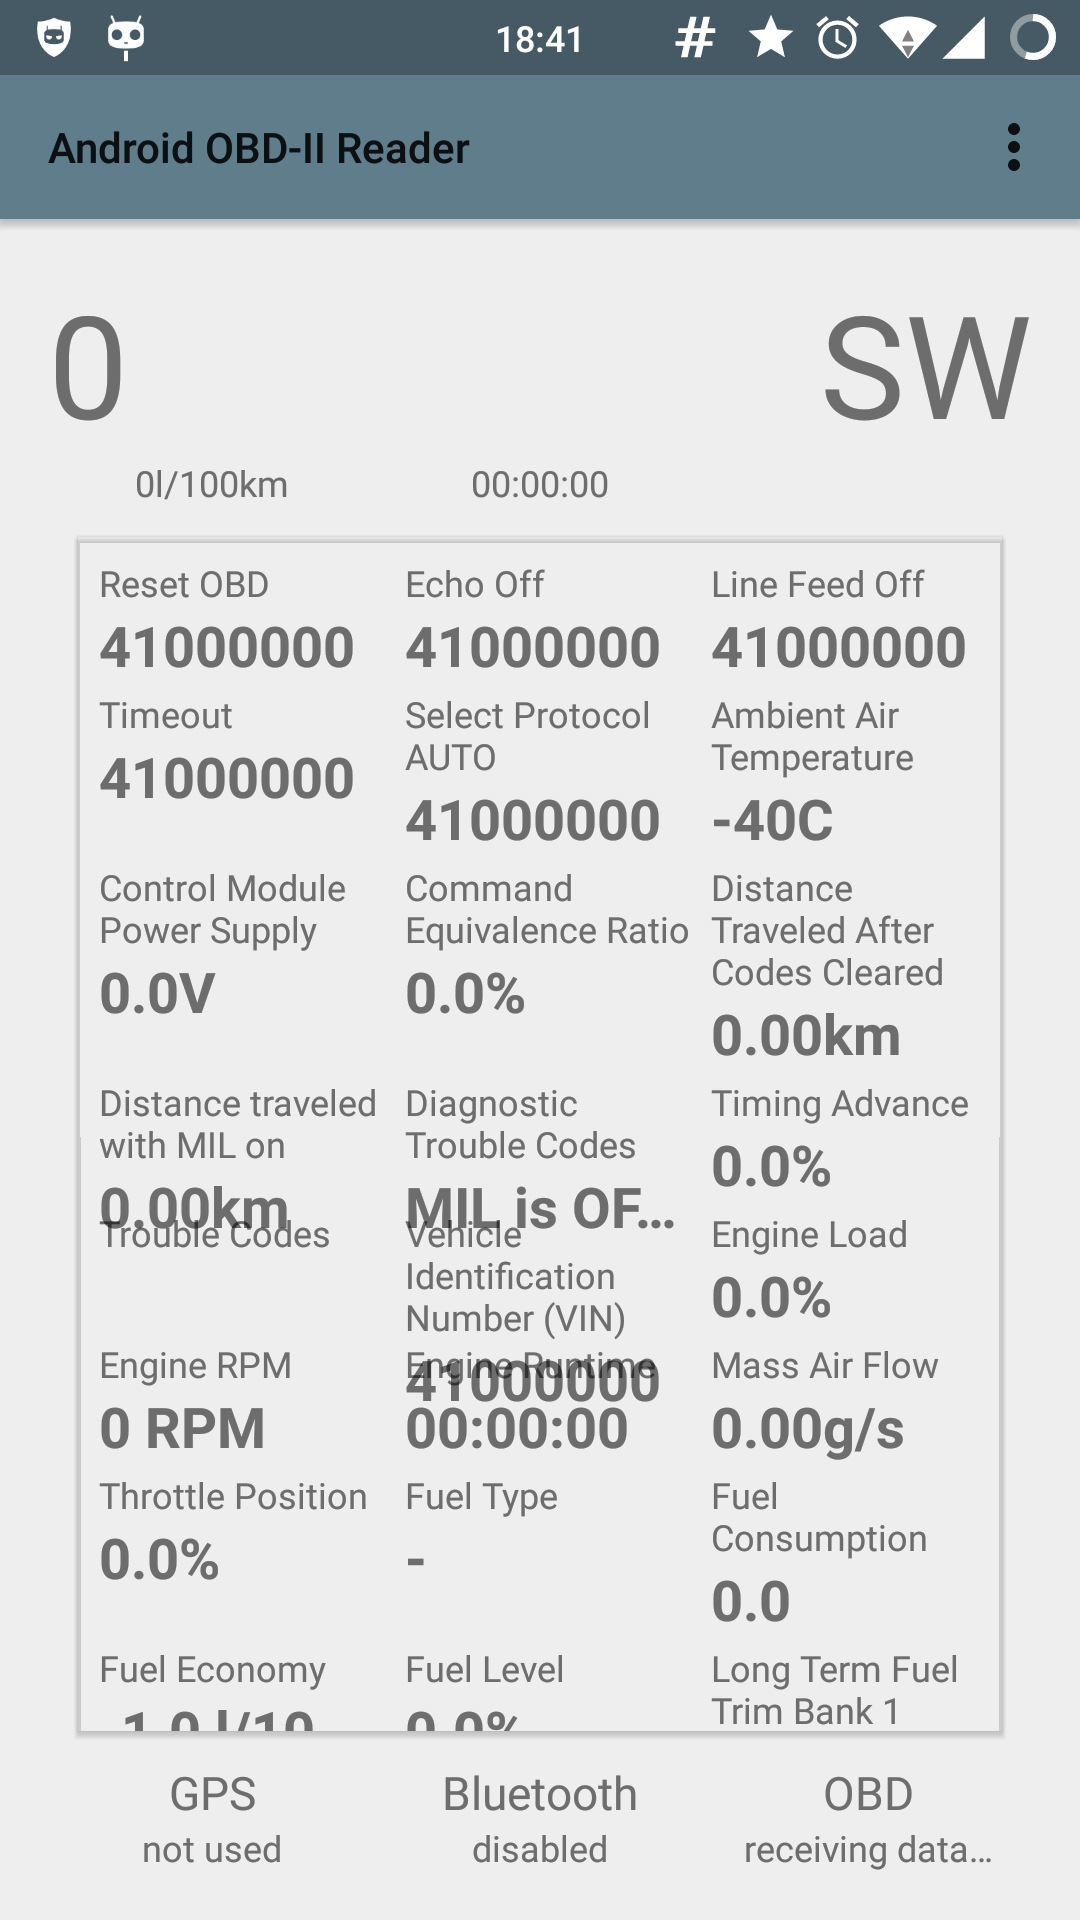 18:41
Android OBD-II Reader
0 SW
0l/100km 00:00:00
Reset OBD Echo Off Line Feed Off
41000000 41000000 41000000
Timeout Select Protocol Ambient Air
AUTO Temperature
41000000
41000000 -40C
Control Module Command Distance
Power Supply Equivalence Ratio Traveled After
Codes Cleared
0.0V 0.0%
0.00km
Distance traveled Diagnostic Timing Advance
with MIL on Trouble Codes
0.0%
0.00km MIL is OF...
Trouble Codes Vehicle Engine Load
Identification
0.0%
Number (VIN)
Engine RPM Engine Runtime Mass Air Flow
41000000
0 RPM 00:00:00 0.00g/s
Throttle Position Fuel Type Fuel
Consumption
0.0% -
0.0
Fuel Economy Fuel Level Long Term Fuel
Trim Bank 1
-1.0 l/10 0.0%
GPS Bluetooth OBD
not used disabled receiving data...